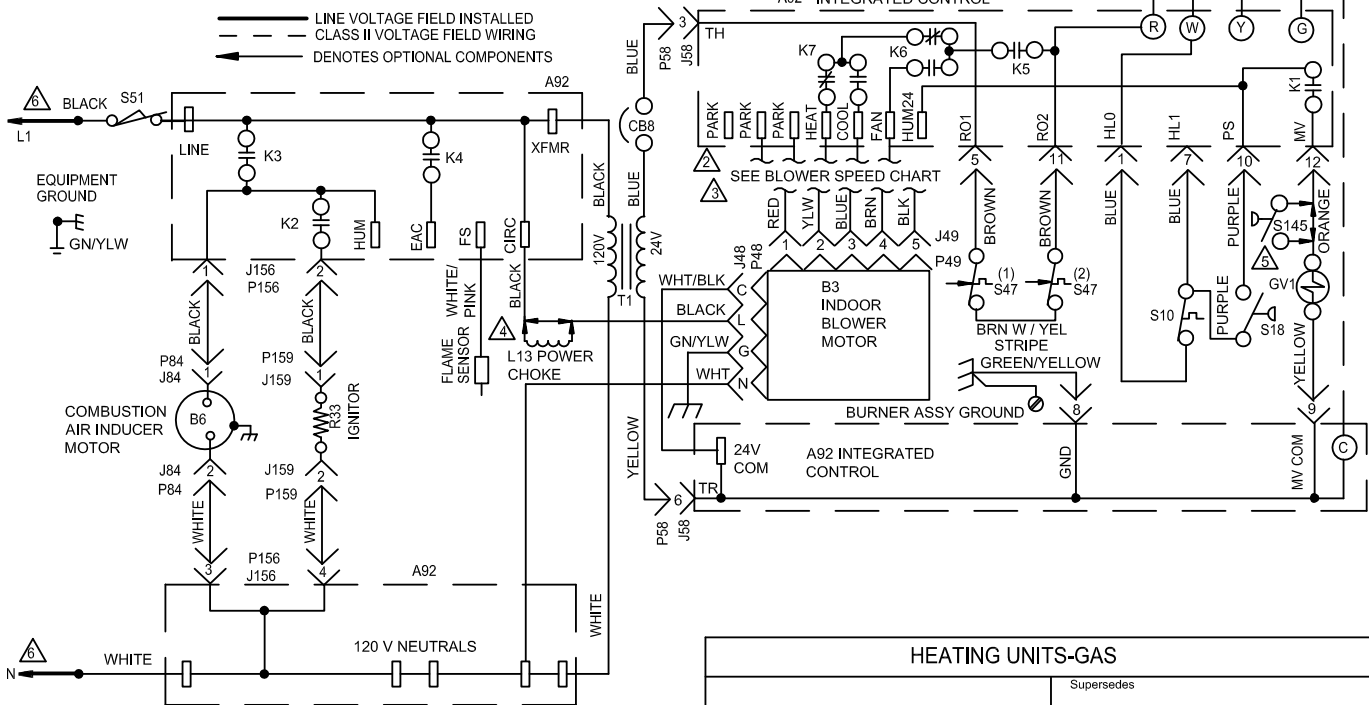 LINE VOLTAGE FIELD INSTALLED
CLASS II VOLTAGE FIELD WIRING
DENOTES OPTIONAL COMPONENTS
A92 INTEGRATED CONTROL
3
TH
P58
J58
BLUE
R
W
Y
G
K7
K6
K5
K1
6
BLACK
S51
L1
A92
LINE
K3
K4
XFMR
CB8
PARK
PARK
PARK
HEAT
COOL
FAN
HUM24
RO1
RO2
HL0
HL1
PS
MV
2
3
SEE BLOWER SPEED CHART
5
11
1
7
10
12
EQUIPMENT
GROUND
GN/YLW
K2
HUM
EAC
FS
CIRC
BLACK
BLUE
120V
24V
T1
RED
YLW
BLUE
BRN
BLK
1
2
3
4
5
J49
P49
J48
P48
BROWN
BROWN
BLUE
BLUE
PURPLE
ORANGE
S145
5
1
J156
P156
2
BLACK
BLACK
WHITE/
PINK
BLACK
WHT/BLK
C
BLACK
L
GN/YLW
G
WHT
N
B3
INDOOR
BLOWER
MOTOR
(1)
S47
(2)
S47
BRN W / YEL
STRIPE
S10
PURPLE
S18
GV1
YELLOW
4
L13 POWER
CHOKE
FLAME
SENSOR
P84
J84
1
P159
J159
1
COMBUSTION
AIR INDUCER
MOTOR
B6
R33
IGNITOR
GREEN/YELLOW
BURNER ASSY GROUND
8
9
J84
P84
2
J159
P159
2
YELLOW
24V
COM
A92 INTEGRATED
CONTROL
GND
MV COM
C
TR
6
P58
J58
WHITE
WHITE
3
P156
J156
4
A92
WHITE
6
N
WHITE
120 V NEUTRALS
HEATING UNITS-GAS
Supersedes